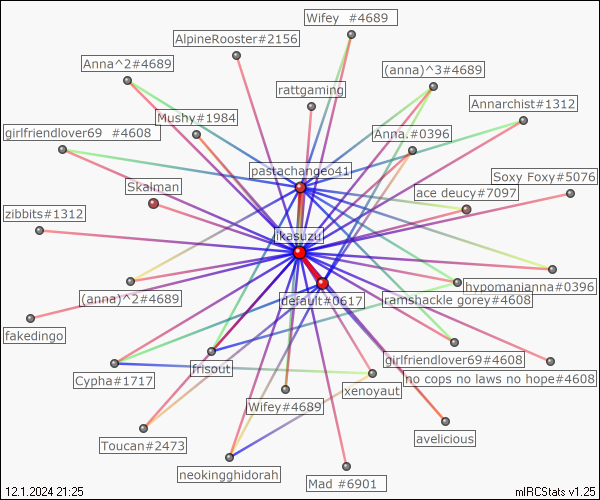 Wifey  #4689
AlpineRooster#2156
Anna^2#4689
(anna)^3#4689
rattgaming
Annarchist#1312
Mushy#1984
girlfriendlover69  #4608
Anna.#0396
pastachangeo41
Soxy Foxy#5076
Skalman
ace deucy#7097
zibbits#1312
ikasuzu
hypomanianna#0396
(anna)^2#4689
default#0617
ramshackle gorey#4608
fakedingo
girlfriendlover69#4608
frisout
Cypha#1717
no cops no laws no hope#4608
xenoyaut
Wifey#4689
avelicious
Toucan#2473
neokingghidorah
Mad #6901
12.1.2024 21:25
mIRCStats v1.25